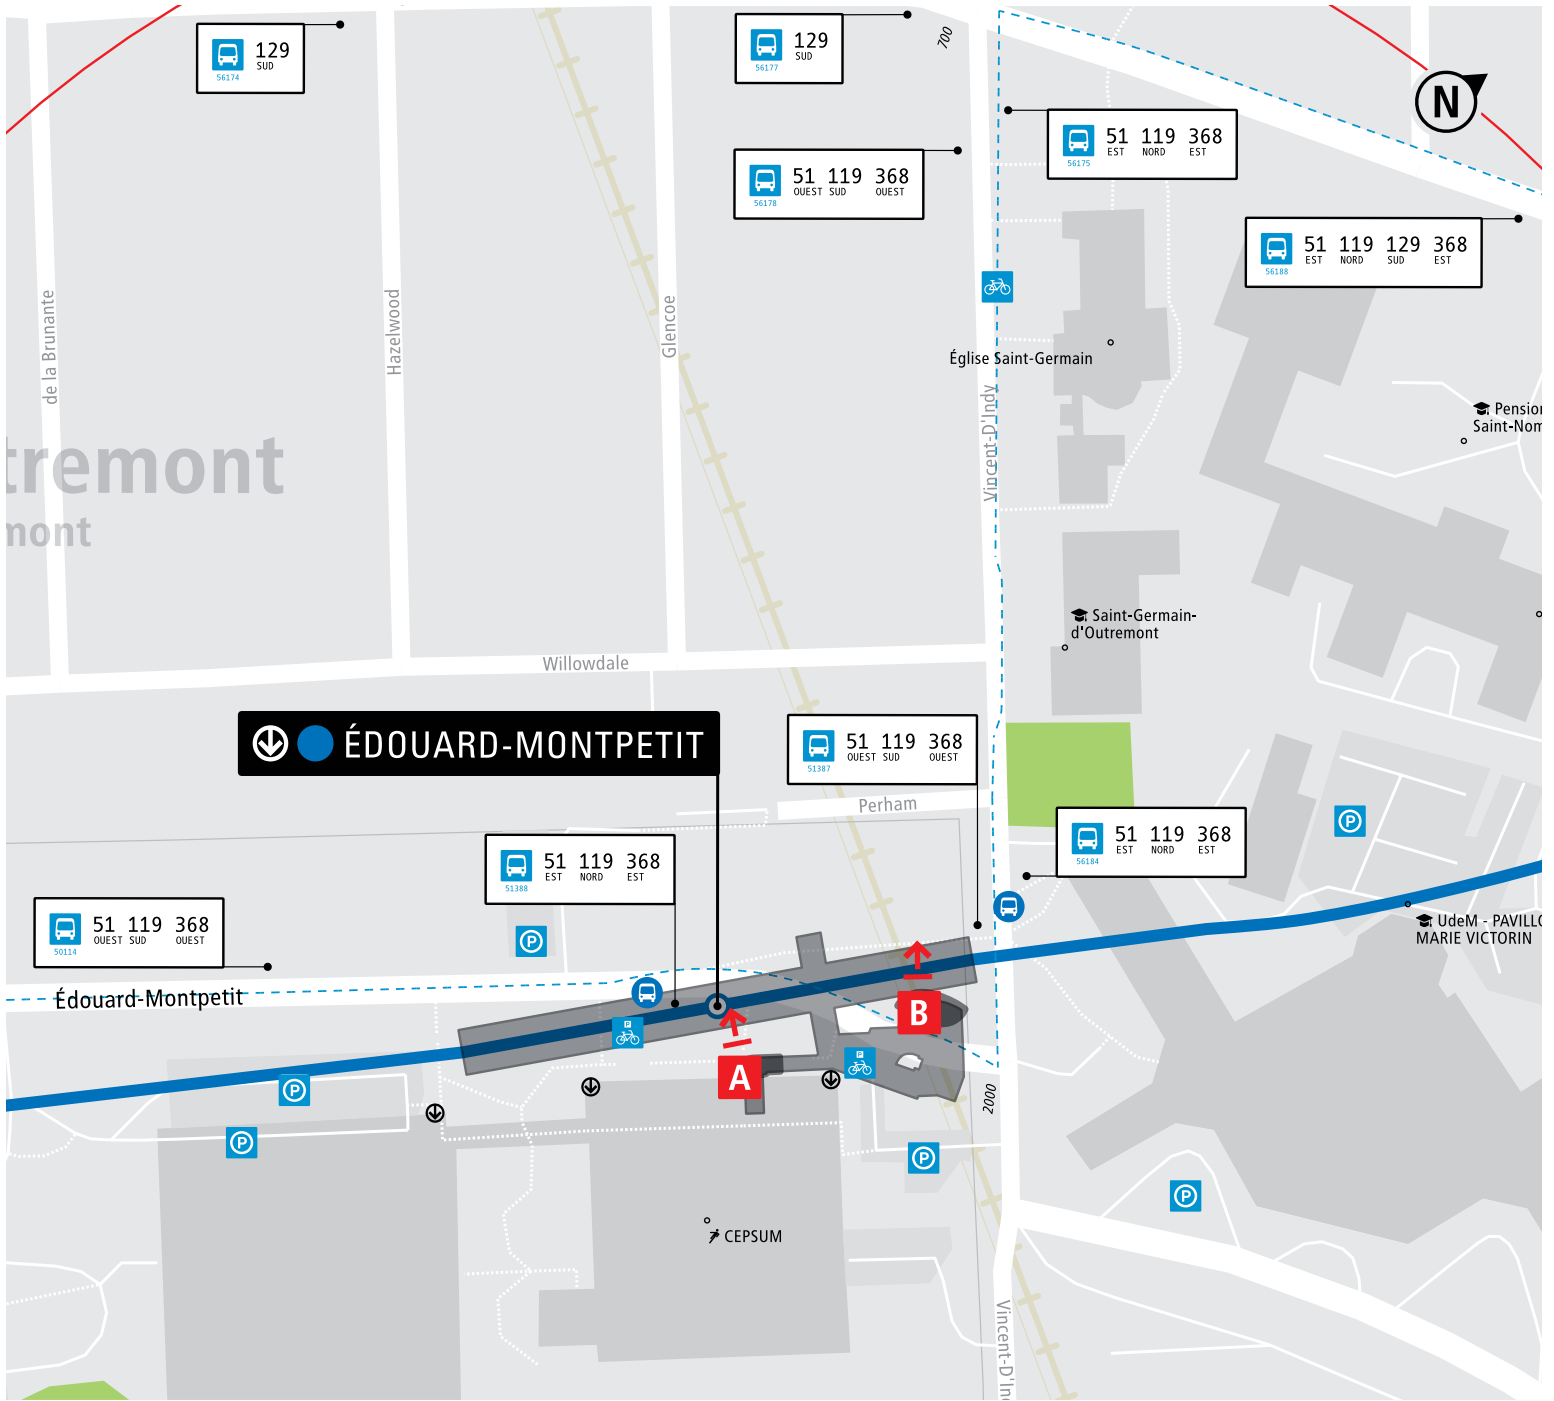 129
SUD
56174
129
SUD
56177
700
N
51 119 368
EST NORD EST
56175
51 119 368
OUEST SUD OUEST
56178
51 119 129 368
EST NORD SUD EST
56188
de la Brunante
Hazelwood
Glencoe
Église Saint-Germain
Vincent-D'Indy
Pension
Saint-Nom
tremont
mont
Saint-Germain-
d'Outremont
Willowdale
ÉDOUARD-MONTPETIT
51 119 368
OUEST SUD OUEST
51387
Perham
P
51 119 368
EST NORD EST
56184
51 119 368
EST NORD EST
51388
51 119 368
OUEST SUD OUEST
50114
P
UdeM - PAVILLO
MARIE VICTORIN
Édouard-Montpetit
B
P
P
A
P
2000
P
P
P
P
CEPSUM
Vincent-D'In